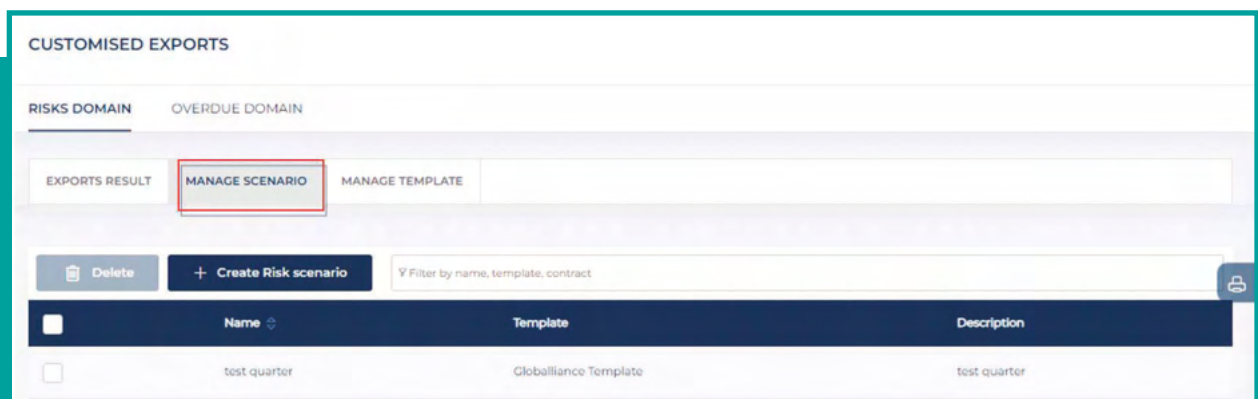 CUSTOMISED EXPORTS
RISKS DOMAIN OVERDUE DOMAIN
EXPORTS RESULT MANAGE SCENARIO MANAGE TEMPLATE
Delete + Create Risk scenario Filter by name, template, contract
Name Template Description
test quarter Globalliance Template test quarter